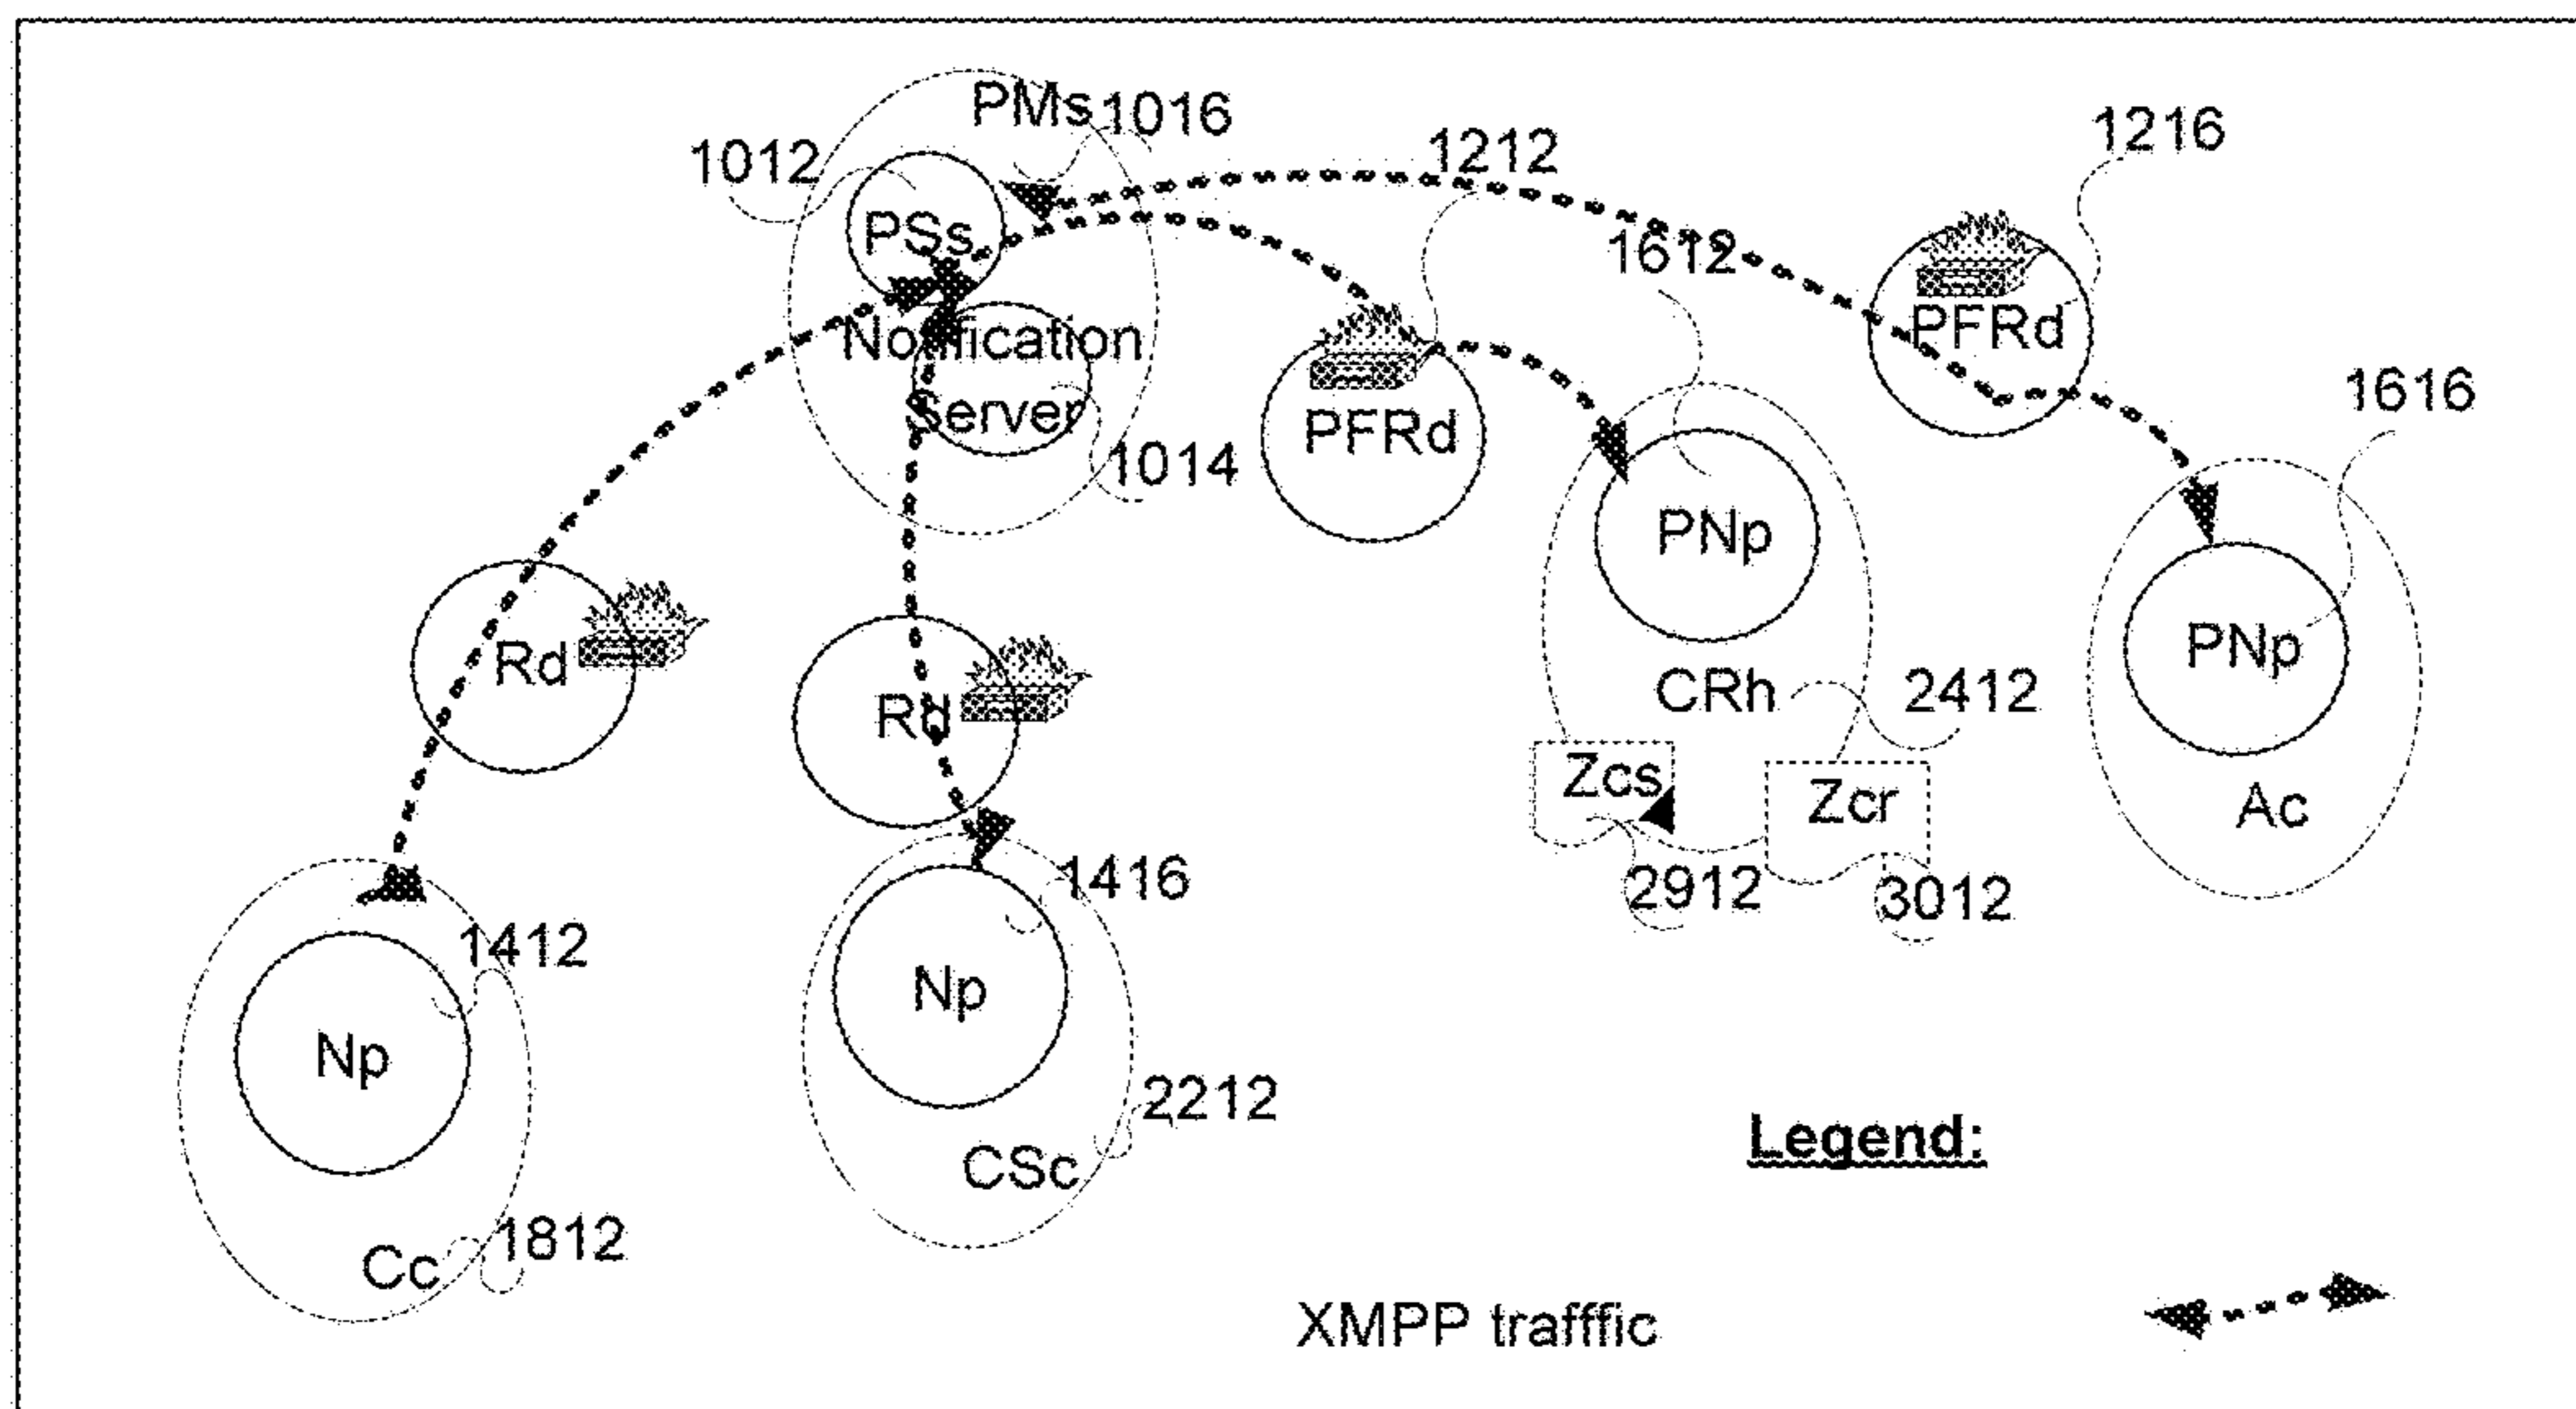 PMs
1016
1012
1212
1216
PSs
1612
Notification
Server
PFRd
PFRd
1014
1616
PNp
PNp
Rd
Rd
CRh
2412
Zcs
Zcr
Ac
1416
2912
3012
1412
Np
Np
2212
CSc
Legend:
1812
Cc
XMPP trafffic